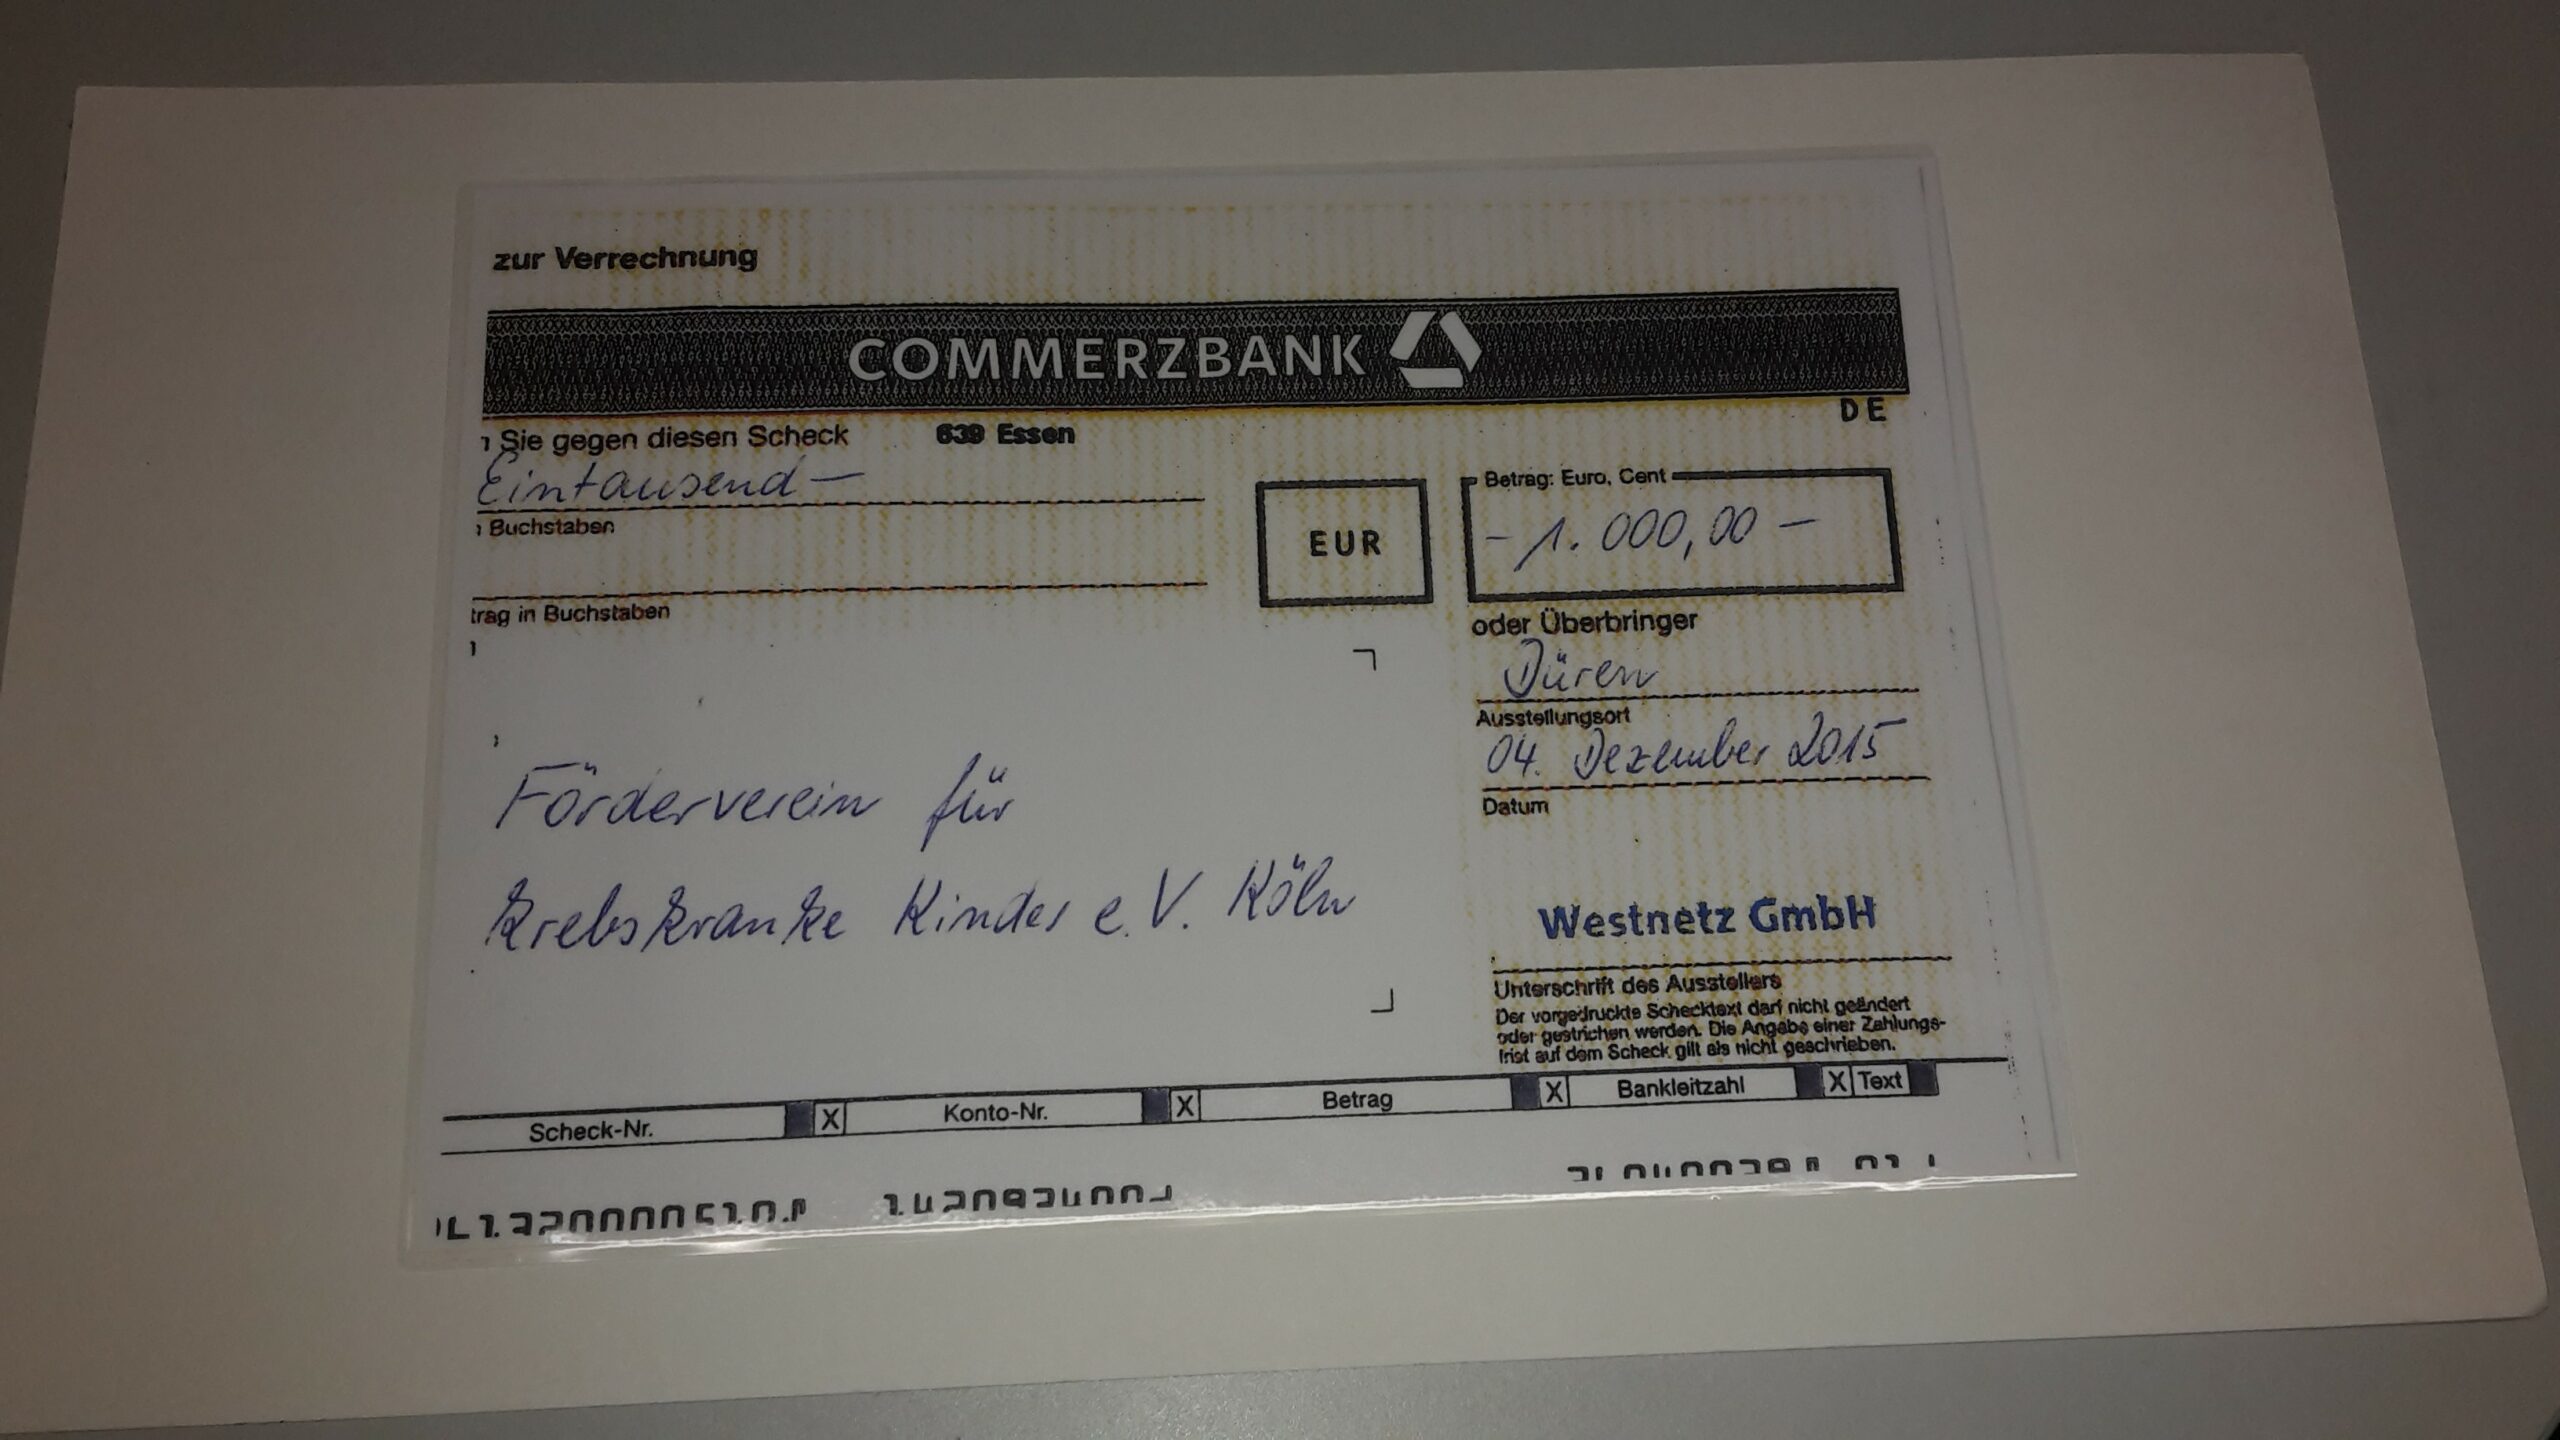 zur Verrechnung
COMMERZBANK
DE
Sie gegen diesen Scheck 639 Essen
Eintausend –
Buchstaben
EUR
Betrag: Euro, Cent
– 1.000,00 –
trag in Buchstaben
oder Überbringer
Düren
Ausstellungsort
04. Dezember 2015
Datum
Förderverein für
krebskranke Kinder e.V. Köln
Westnetz GmbH
Unterschrift des Ausstellers
Der vorgedruckte Schecktext darf nicht geändert
oder gestrichen werden. Die Angabe einer Zahlungs-
frist auf dem Scheck gilt als nicht geschrieben.
Scheck-Nr. X Konto-Nr. X Betrag X Bankleitzahl X Text